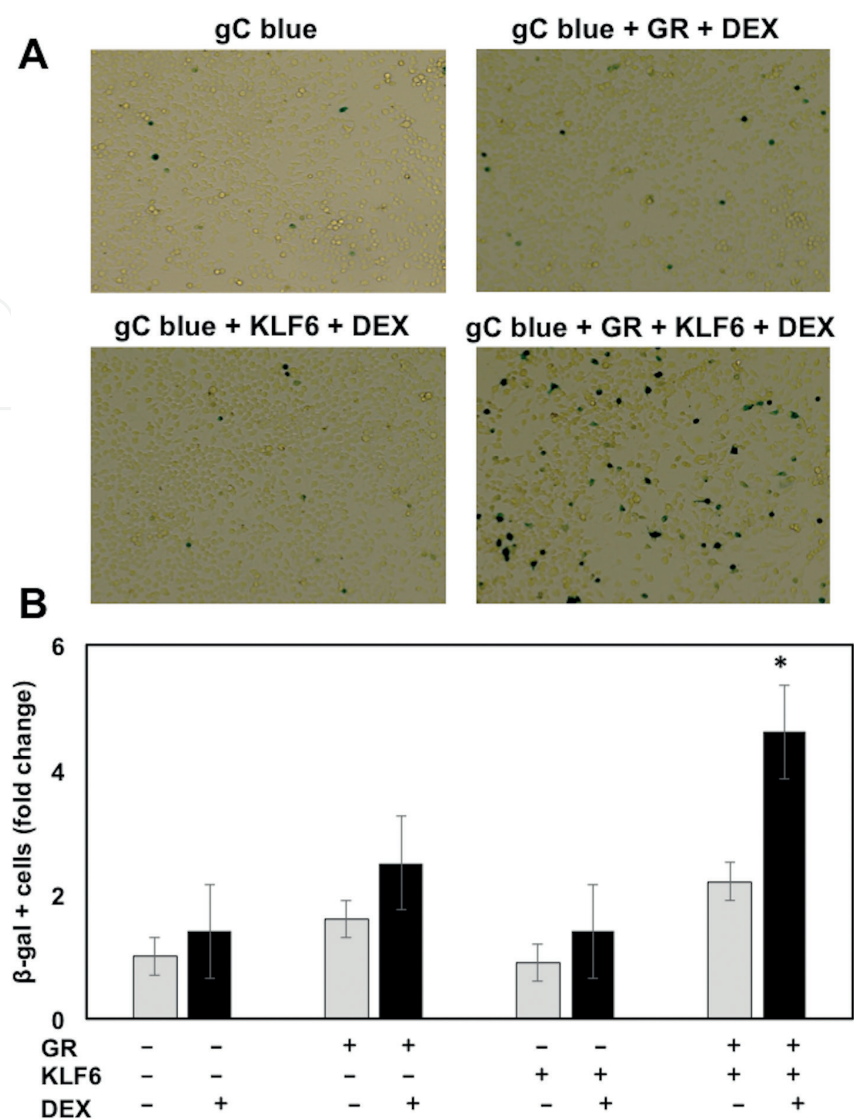 A
gC blue
gC blue + GR + DEX
gC blue + KLF6 + DEX
gC blue + GR + KLF6 + DEX
B
β-gal + cells (fold change)
6
4
2
0
*
GR – – + + – – + +
KLF6 – – – – + + + +
DEX – + – + – + – +